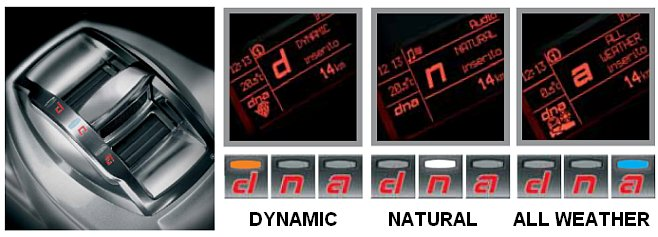 d
n
a
DYNAMIC
inserito
12:13
20.5°c
d
14km
dna
Audio
NATURAL
inserito
12:13
20.5°c
n
14km
dna
ALL
WEATHER
inserito
12:13
0.5°c
a
14km
dna
d n a
d n a
d n a
DYNAMIC
NATURAL
ALL WEATHER